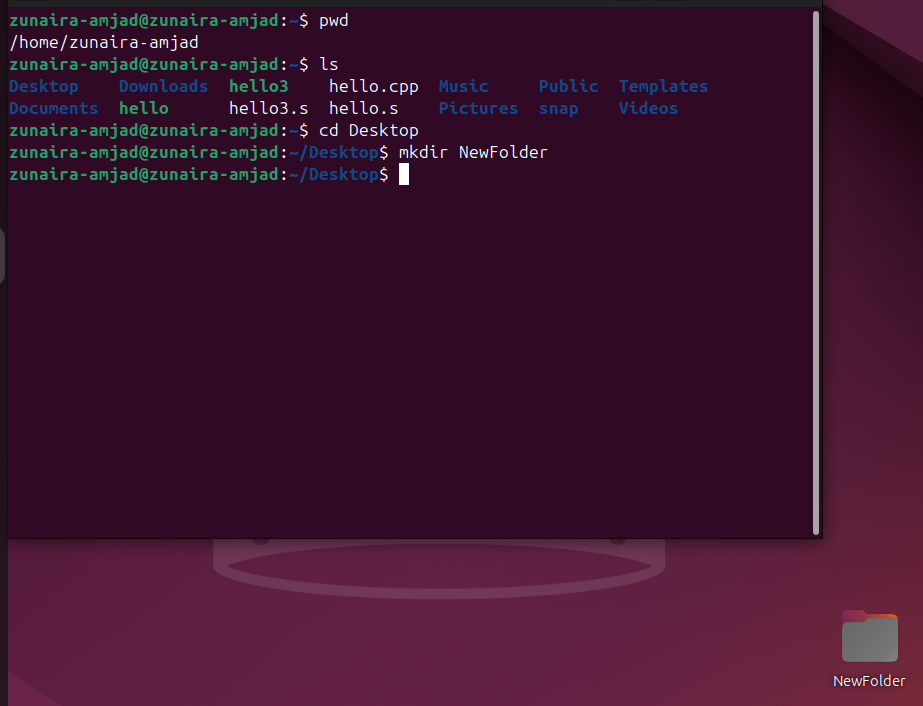 zunaira-amjad@zunaira-amjad:~$ pwd
/home/zunaira-amjad
zunaira-amjad@zunaira-amjad:~$ ls
Desktop    Downloads  hello3    hello.cpp  Music     Public  Templates
Documents  hello      hello3.s  hello.s    Pictures  snap    Videos
zunaira-amjad@zunaira-amjad:~$ cd Desktop
zunaira-amjad@zunaira-amjad:~/Desktop$ mkdir NewFolder
zunaira-amjad@zunaira-amjad:~/Desktop$
NewFolder